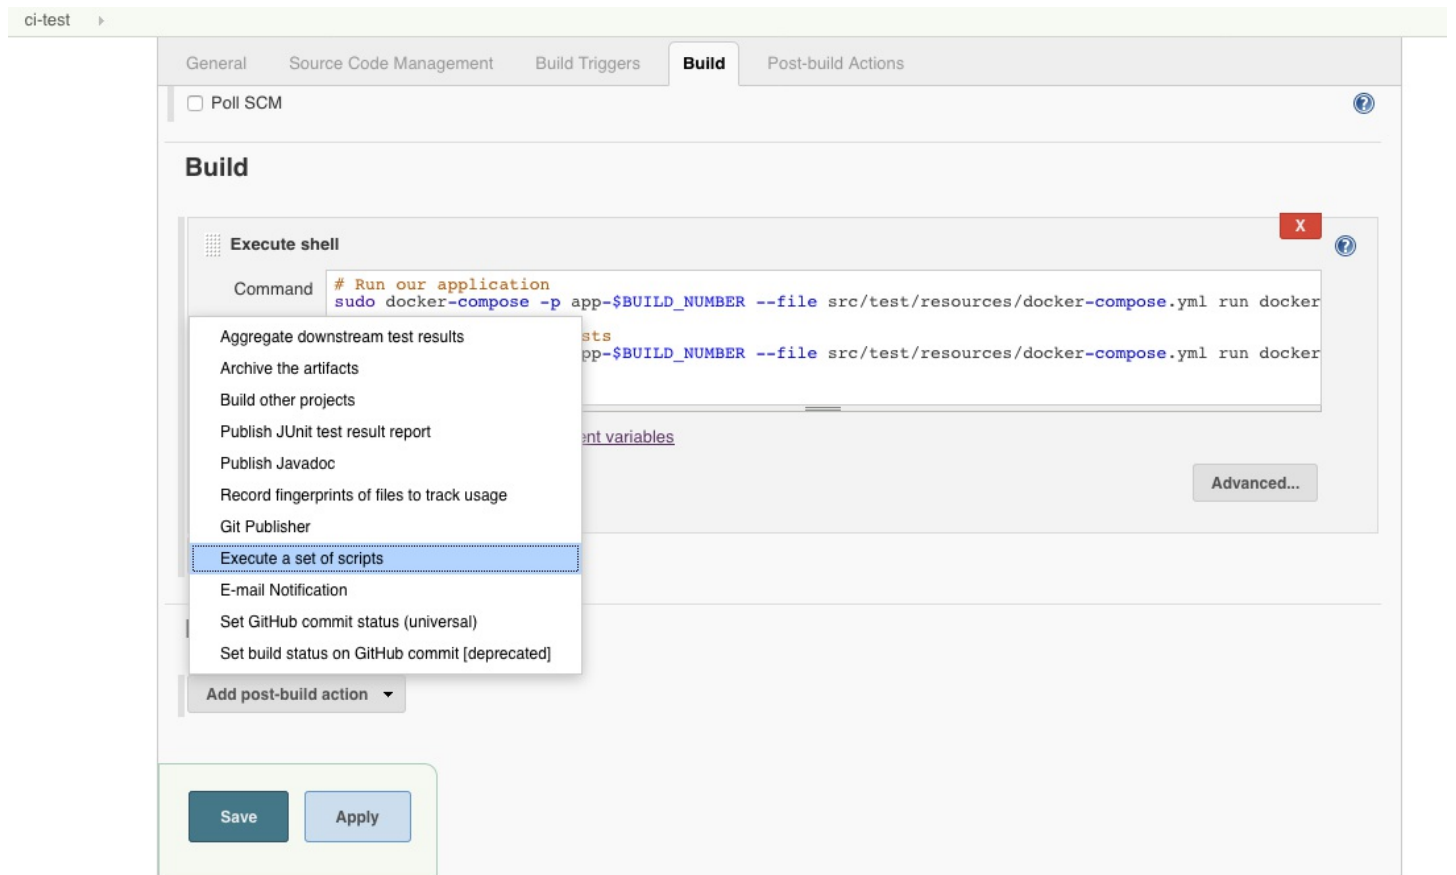 ci-test
General Source Code Management Build Triggers Build Post-build Actions
Poll SCM
Build
X
Execute shell
Command
# Run our application
sudo docker-compose -p app-$BUILD_NUMBER --file src/test/resources/docker-compose.yml run docker
--file src/test/resources/docker-compose.yml run docker
variables
Advanced...
Aggregate downstream test results
Archive the artifacts
Build other projects
Publish JUnit test result report
Publish Javadoc
Record fingerprints of files to track usage
Git Publisher
Execute a set of scripts
E-mail Notification
Set GitHub commit status (universal)
Set build status on GitHub commit [deprecated]
Add post-build action
Save Apply